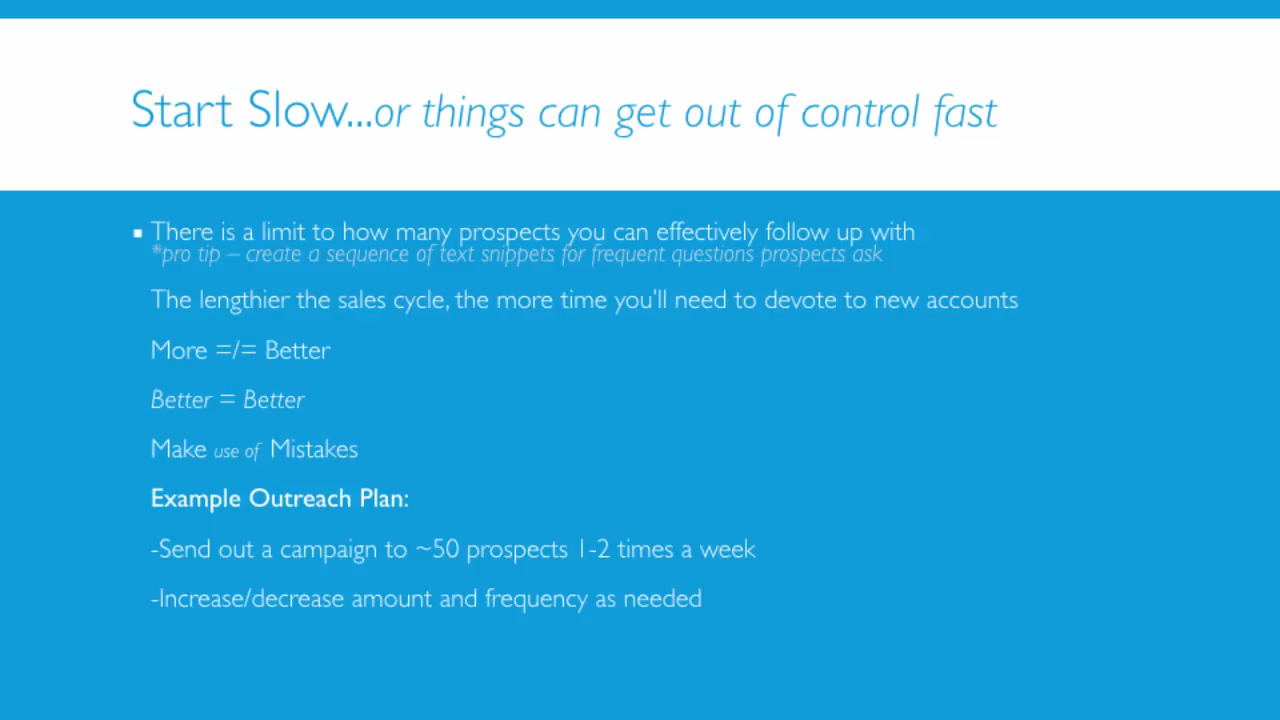 Start Slow...or things can get out of control fast
▪ There is a limit to how many prospects you can effectively follow up with
*pro tip – create a sequence of text snippets for frequent questions prospects ask
The lengthier the sales cycle, the more time you'll need to devote to new accounts
More =/= Better
Better = Better
Make use of Mistakes
Example Outreach Plan:
-Send out a campaign to ~50 prospects 1-2 times a week
-Increase/decrease amount and frequency as needed